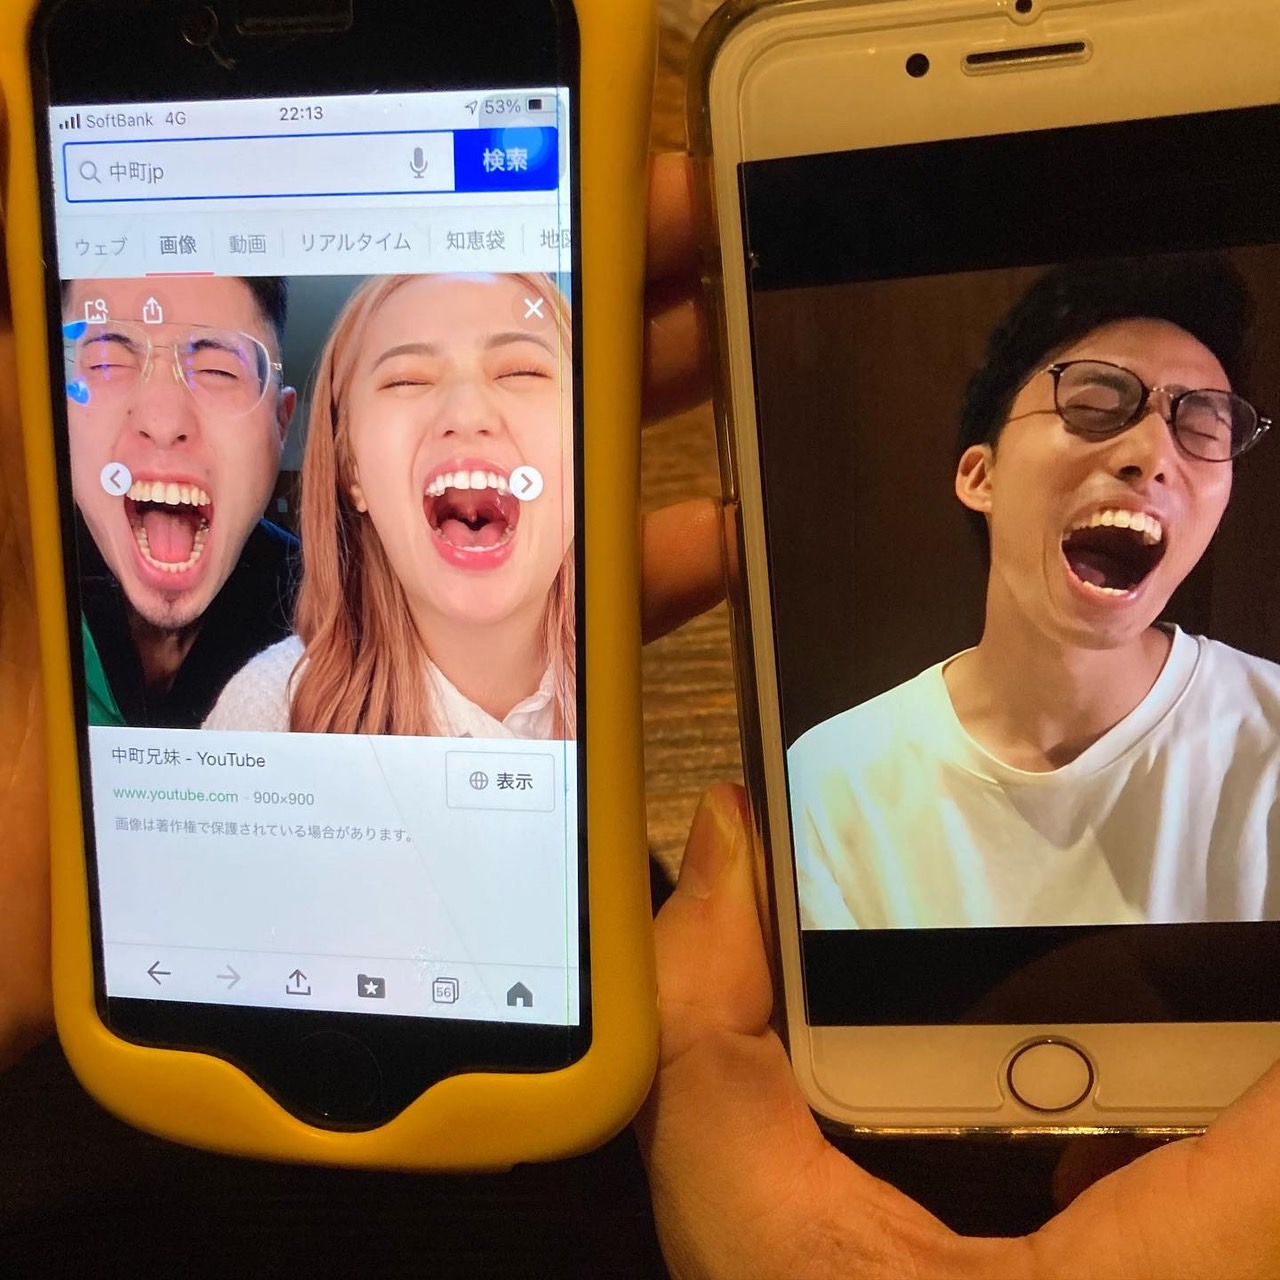 SoftBank 4G 22:13 53%
中町jp 検索
ウェブ 画像 動画 リアルタイム 知恵袋 地図
中町兄妹 - YouTube
表示
www.youtube.com - 900×900
画像は著作権で保護されている場合があります。
56